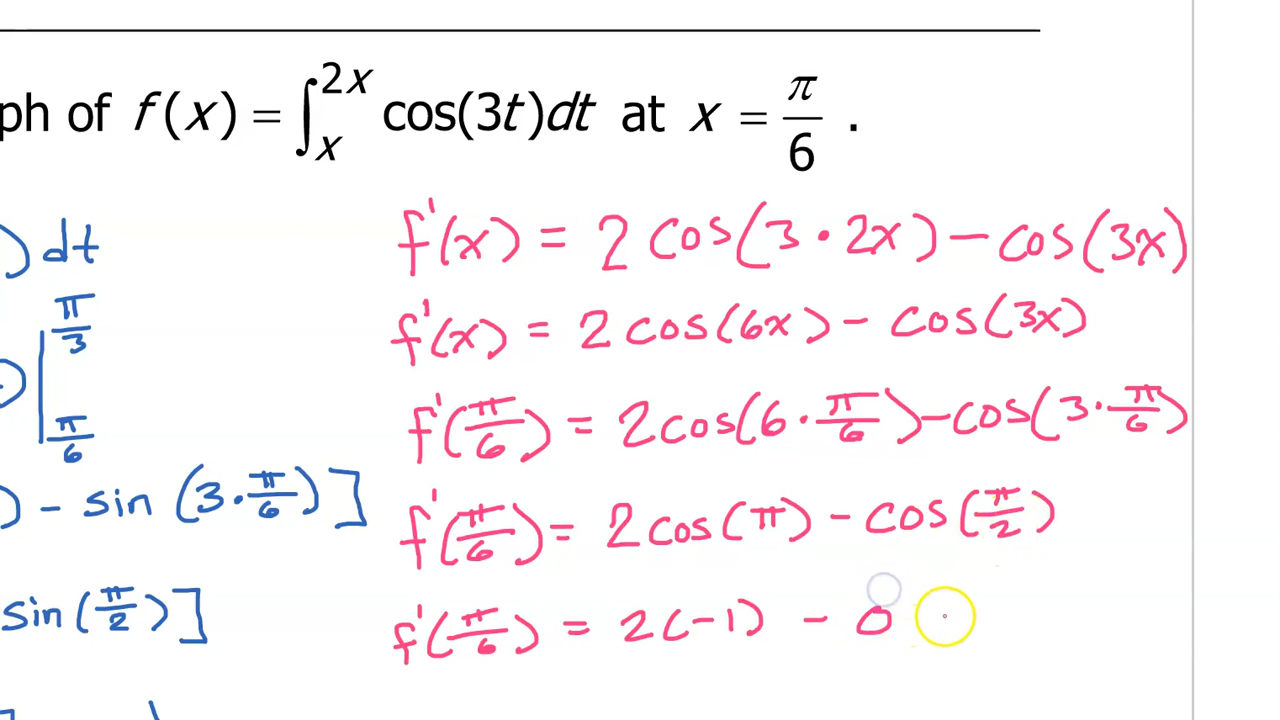 ph of f(x) = ∫_x^{2x} cos(3t)dt at x = π/6 .
) dt
| π/3
π/6
) - sin (3·π/6) ]
sin (π/2) ]
f'(x) = 2 cos(3·2x) - cos(3x)
f'(x) = 2 cos(6x) - cos(3x)
f'(π/6) = 2cos(6·π/6) - cos(3·π/6)
f'(π/6) = 2cos(π) - cos(π/2)
f'(π/6) = 2(-1) - 0